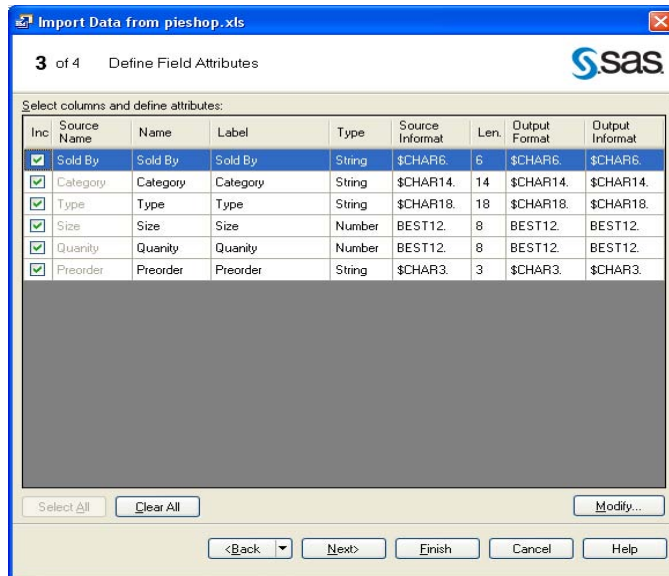 Import Data from pieshop.xls
3 of 4 Define Field Attributes
sas
Select columns and define attributes:
Inc Source Name Name Label Type Source Informat Len. Output Format Output Informat
Sold By Sold By Sold By String $CHAR6. 6 $CHAR6. $CHAR6.
Category Category Category String $CHAR14. 14 $CHAR14. $CHAR14.
Type Type Type String $CHAR18. 18 $CHAR18. $CHAR18.
Size Size Size Number BEST12. 8 BEST12. BEST12.
Quanity Quanity Quanity Number BEST12. 8 BEST12. BEST12.
Preorder Preorder Preorder String $CHAR3. 3 $CHAR3. $CHAR3.
Select All Clear All Modify...
<Back Next> Finish Cancel Help